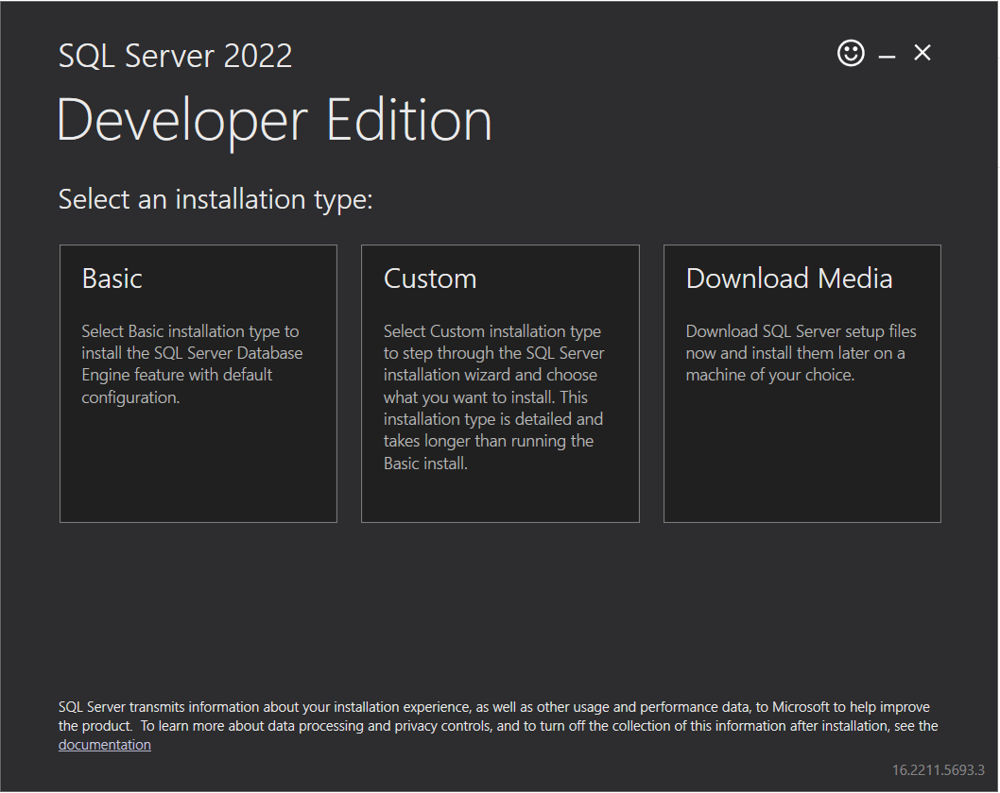 SQL Server 2022
Developer Edition
Select an installation type:
Basic
Select Basic installation type to
install the SQL Server Database
Engine feature with default
configuration.
Custom
Select Custom installation type
to step through the SQL Server
installation wizard and choose
what you want to install. This
installation type is detailed and
takes longer than running the
Basic install.
Download Media
Download SQL Server setup files
now and install them later on a
machine of your choice.
SQL Server transmits information about your installation experience, as well as other usage and performance data, to Microsoft to help improve
the product.  To learn more about data processing and privacy controls, and to turn off the collection of this information after installation, see the
documentation
16.2211.5693.3